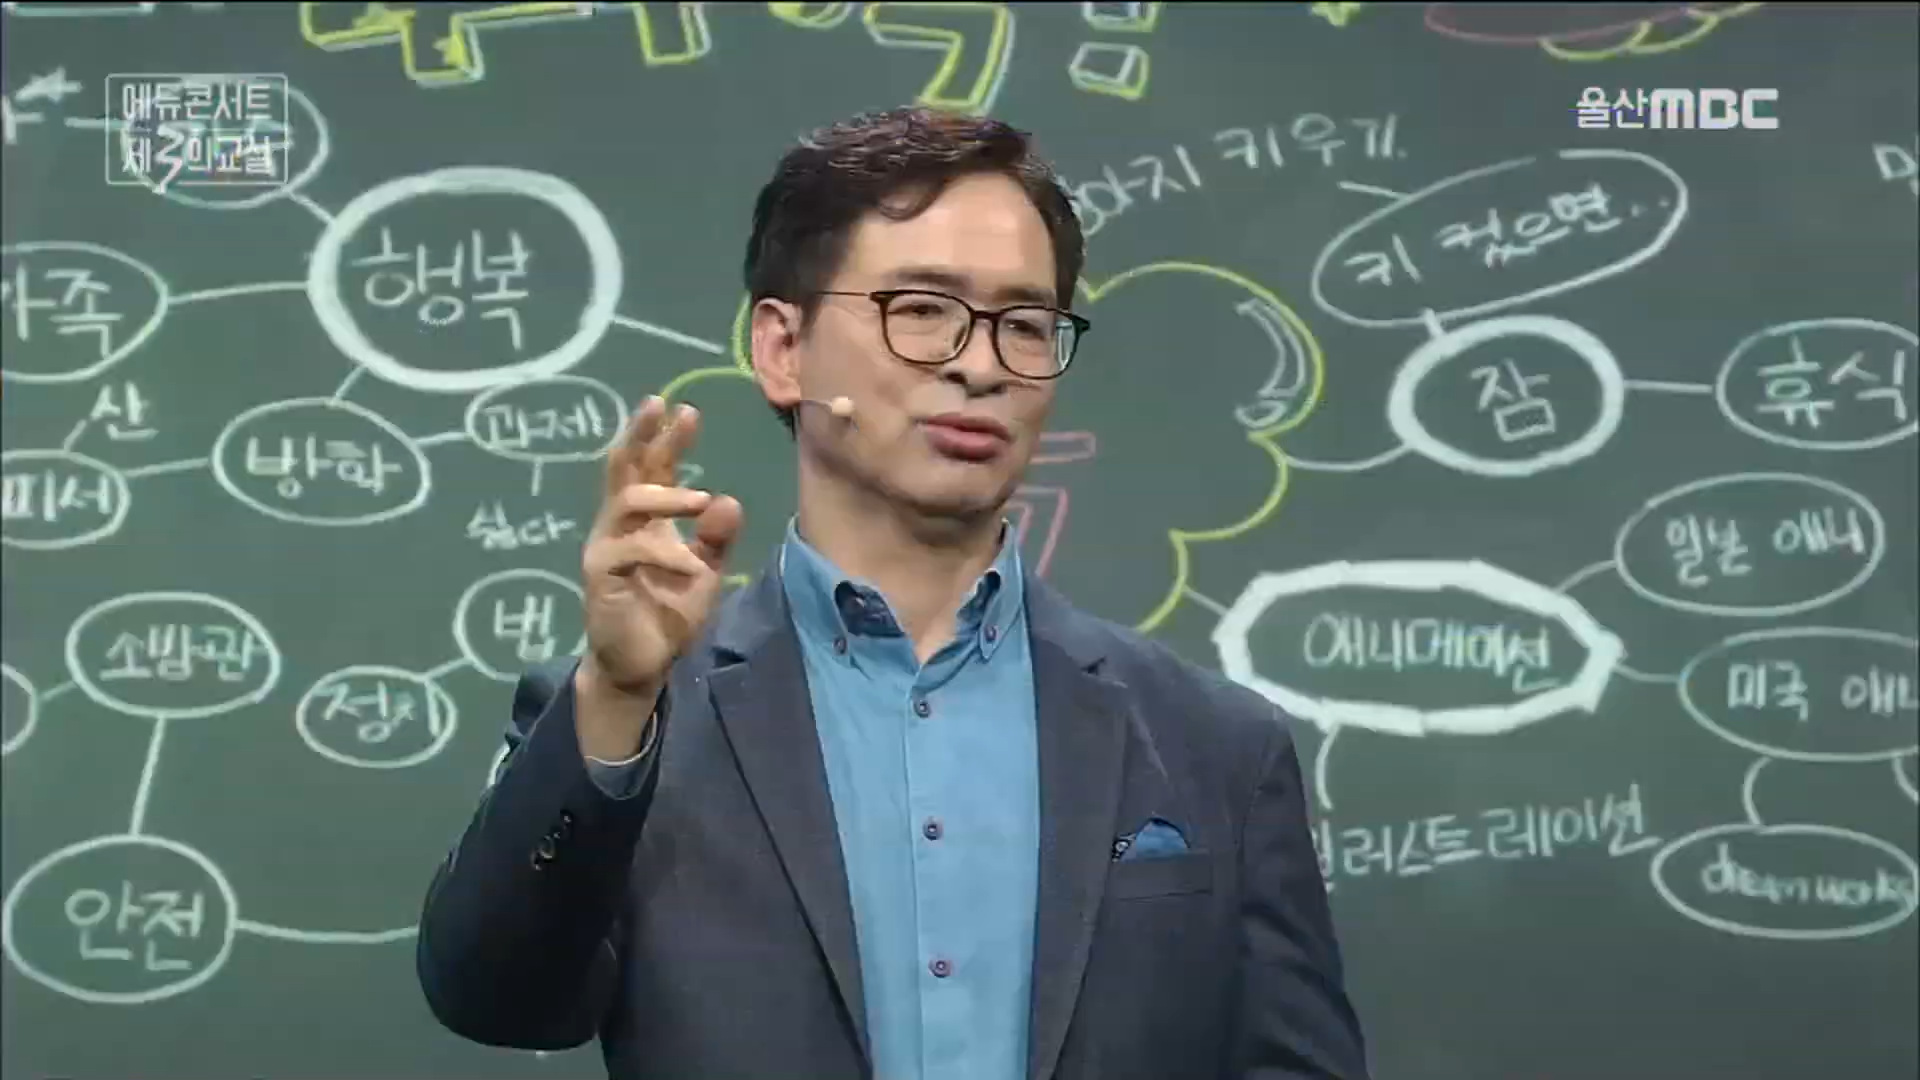 에듀콘서트
제3의교실
울산MBC
키우기
키 컸으면..
행복
가족
잠
휴식
산
방학
과제
피서
싫다
일본 애니
소방관
법
정치
애니메이션
미국 애니
일러스트레이션
dreamworks
안전